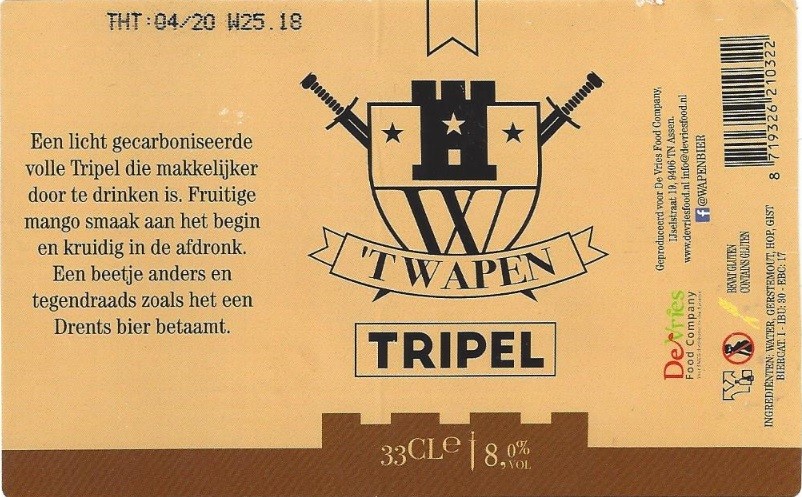 THT:04/20 W25.18
Een licht gecarboniseerde
volle Tripel die makkelijker
door te drinken is. Fruitige
mango smaak aan het begin
en kruidig in de afdronk.
Een beetje anders en
tegendraads zoals het een
Drents bier betaamt.
W
'T WAPEN
TRIPEL
33CL℮
8,0%
VOL
Geproduceerd voor De Vries Food Company,
IJselstraat 19, 9406 TN Assen.
www.devriesfood.nl info@devriesfood.nl
f @WAPENBIER
De Vries
Food Company
BEVAT GLUTEN
CONTAINS GLUTEN
INGREDIËNTEN: WATER, GERSTEMOUT, HOP, GIST
BIERCAT. I - IBU: 30 - EBC: 17
8 719326 210322